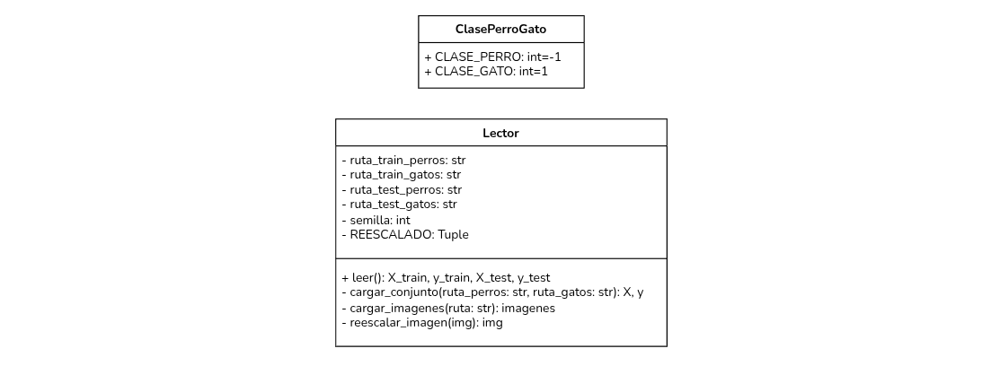 ClasePerroGato
+ CLASE_PERRO: int=-1
+ CLASE_GATO: int=1
Lector
- ruta_train_perros: str
- ruta_train_gatos: str
- ruta_test_perros: str
- ruta_test_gatos: str
- semilla: int
- REESCALADO: Tuple
+ leer(): X_train, y_train, X_test, y_test
- cargar_conjunto(ruta_perros: str, ruta_gatos: str): X, y
- cargar_imagenes(ruta: str): imagenes
- reescalar_imagen(img): img